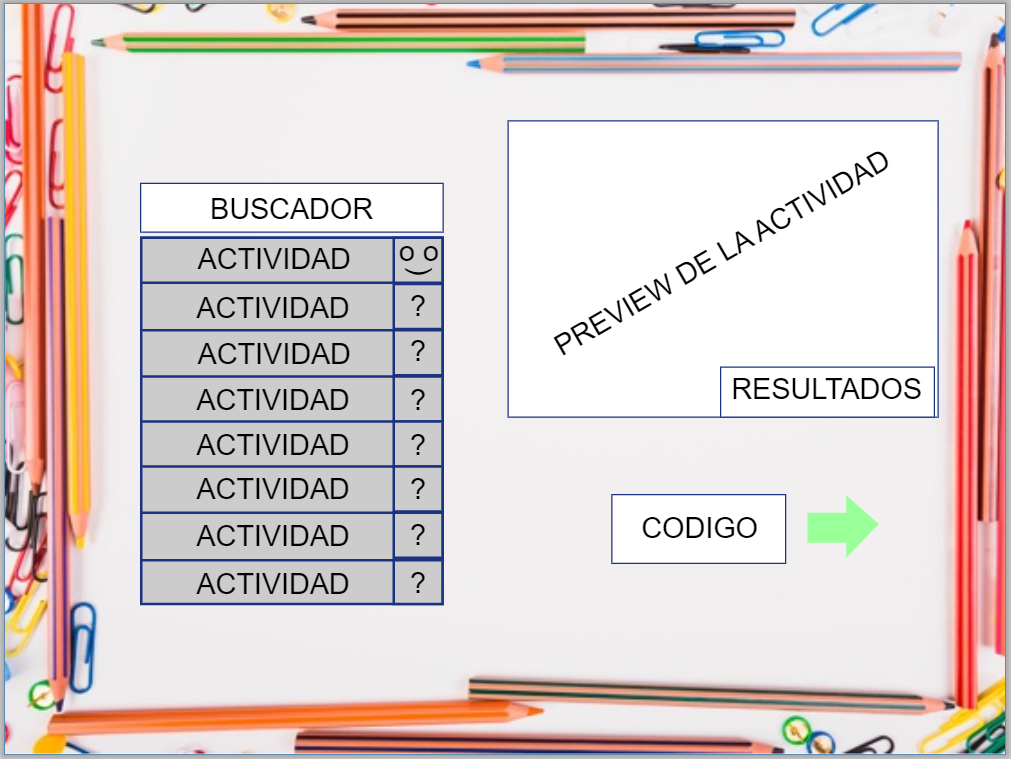 BUSCADOR
ACTIVIDAD o o
ACTIVIDAD ?
ACTIVIDAD ?
ACTIVIDAD ?
ACTIVIDAD ?
ACTIVIDAD ?
ACTIVIDAD ?
ACTIVIDAD ?
PREVIEW DE LA ACTIVIDAD
RESULTADOS
CODIGO